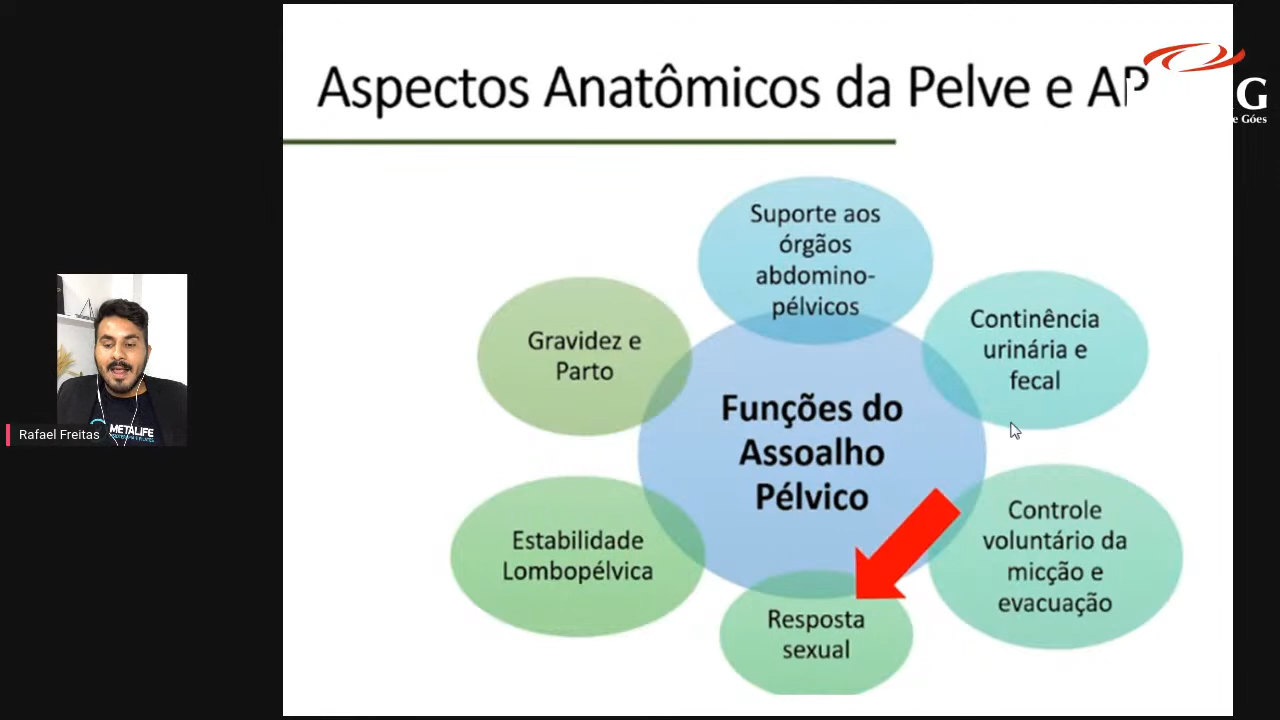 Aspectos Anatômicos da Pelve e AP
G
e Góes
Suporte aos
órgãos
abdomino-
pélvicos
Gravidez e
Parto
Continência
urinária e
fecal
Funções do
Assoalho
Pélvico
Estabilidade
Lombopélvica
Controle
voluntário da
micção e
evacuação
Resposta
sexual
METALIFE
Rafael Freitas